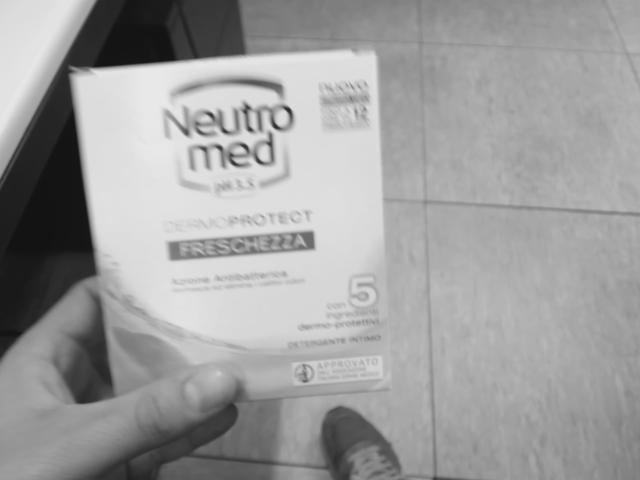 NUOVO
12
Neutro
med
pH 3.5
DERMOPROTECT
FRESCHEZZA
Azione Antibatterica
con 5
ingredienti
dermo-protettivi
DETERGENTE INTIMO
APPROVATO